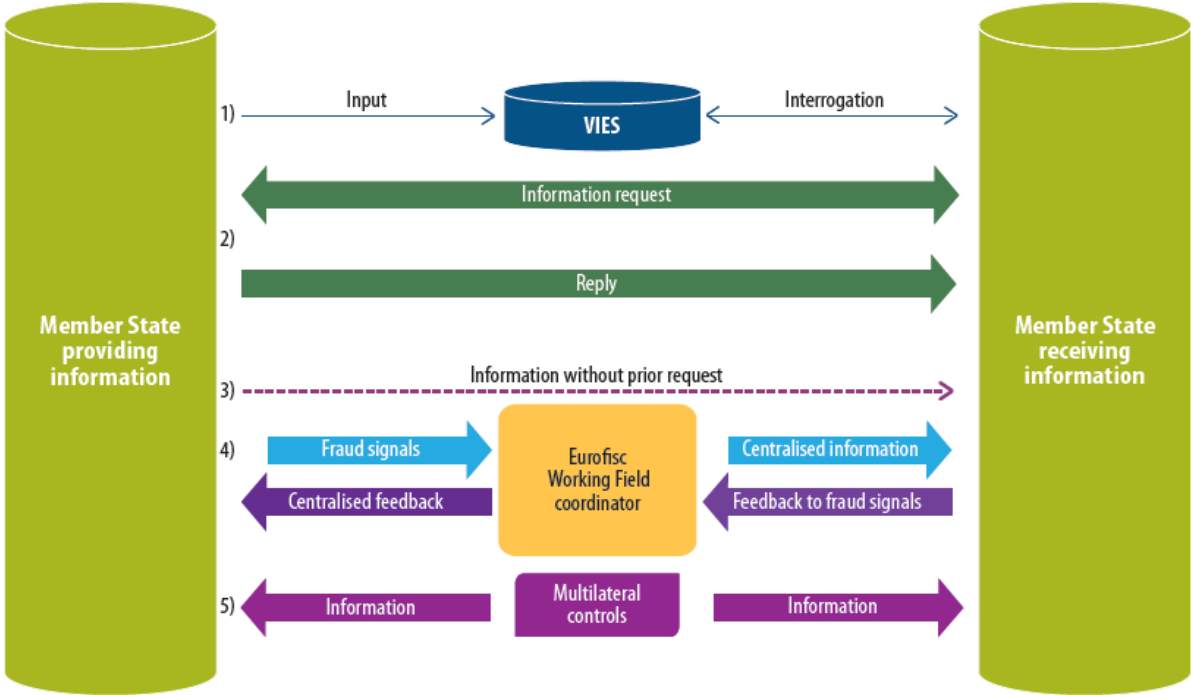 1)
Input
VIES
Interrogation
Information request
2)
Reply
Member State
providing
information
Member State
receiving
information
Information without prior request
3)
4)
Fraud signals
Eurofisc
Working Field
coordinator
Centralised information
Centralised feedback
Feedback to fraud signals
5)
Information
Multilateral
controls
Information